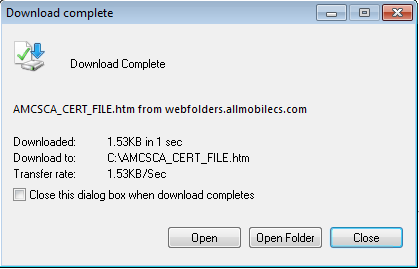 Download complete
Download Complete
AMCSCA_CERT_FILE.htm from webfolders.allmobilecs.com
Downloaded: 1.53KB in 1 sec
Download to: C:\AMCSCA_CERT_FILE.htm
Transfer rate: 1.53KB/Sec
Close this dialog box when download completes
Open Open Folder Close